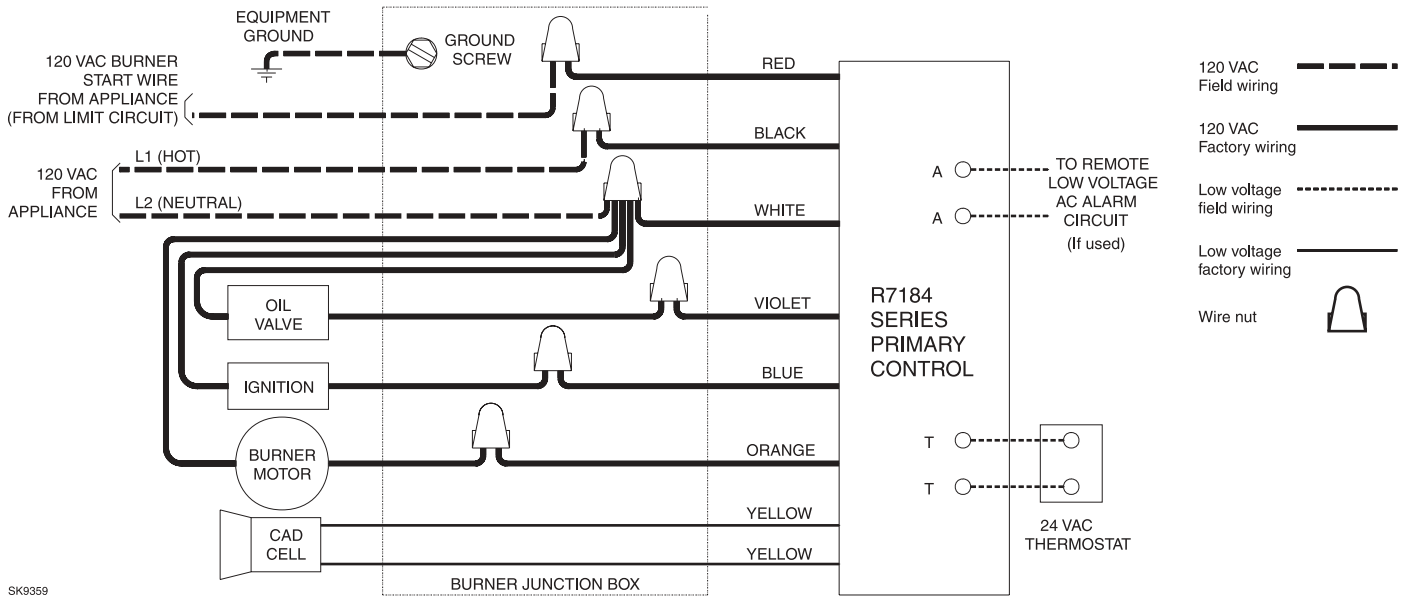 EQUIPMENT
GROUND
GROUND
SCREW
120 VAC BURNER
START WIRE
FROM APPLIANCE
(FROM LIMIT CIRCUIT)
L1 (HOT)
120 VAC
FROM
APPLIANCE
L2 (NEUTRAL)
RED
BLACK
WHITE
VIOLET
BLUE
ORANGE
YELLOW
YELLOW
OIL
VALVE
IGNITION
BURNER
MOTOR
CAD
CELL
BURNER JUNCTION BOX
R7184
SERIES
PRIMARY
CONTROL
A
A
TO REMOTE
LOW VOLTAGE
AC ALARM
CIRCUIT
(If used)
T
T
24 VAC
THERMOSTAT
120 VAC
Field wiring
120 VAC
Factory wiring
Low voltage
field wiring
Low voltage
factory wiring
Wire nut
SK9359